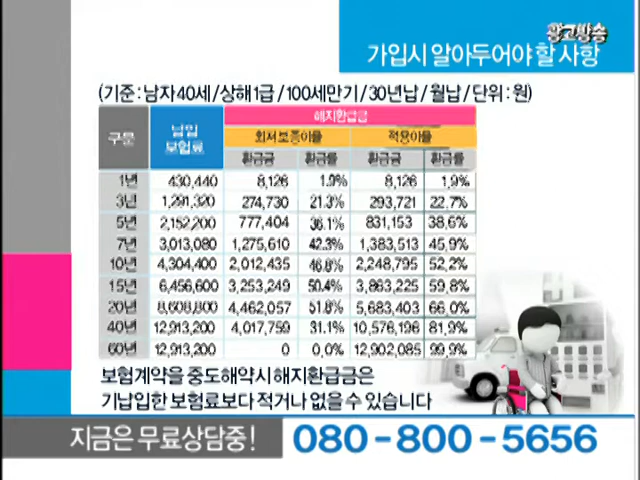 광고방송
가입시 알아두어야 할 사항
(기준 : 남자 40세 / 상해 1급 / 100세만기 / 30년납 / 월납 / 단위 : 원)
해지환급금
구분 납입 보험료 최저보증이율 적용이율
환급금 환급률 환급금 환급률
1년 430,440 8,126 1.9% 8,126 1.9%
3년 1,291,320 274,730 21.3% 293,721 22.7%
5년 2,152,200 777,404 36.1% 831,153 38.6%
7년 3,013,080 1,275,610 42.3% 1,383,513 45.9%
10년 4,304,400 2,012,435 46.8% 2,248,795 52.2%
15년 6,456,600 3,253,249 50.4% 3,863,225 59.8%
20년 8,608,800 4,462,057 51.8% 5,683,403 66.0%
40년 12,913,200 4,017,759 31.1% 10,576,196 81.9%
60년 12,913,200 0 0.0% 12,902,085 99.9%
보험계약을 중도해약시 해지환급금은
기납입한 보험료보다 적거나 없을 수 있습니다
지금은 무료상담중! 080-800-5656